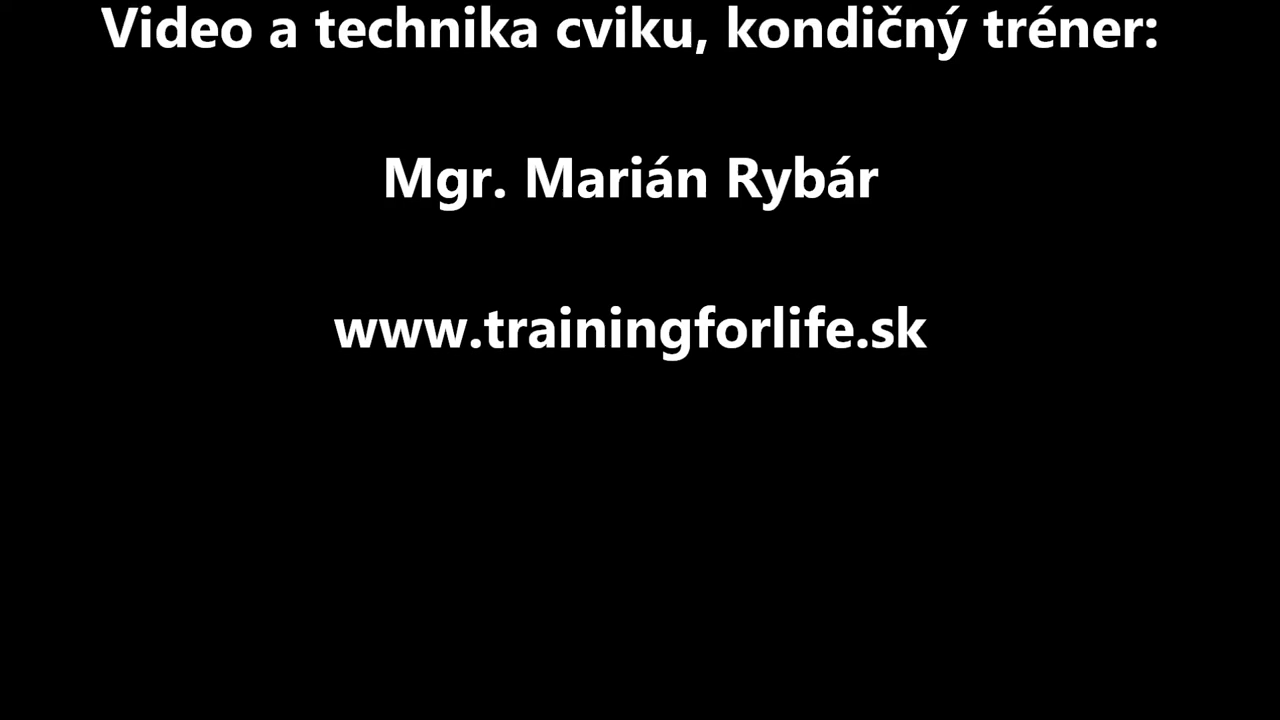 Video a technika cviku, kondičný tréner:
Mgr. Marián Rybár
www.trainingforlife.sk